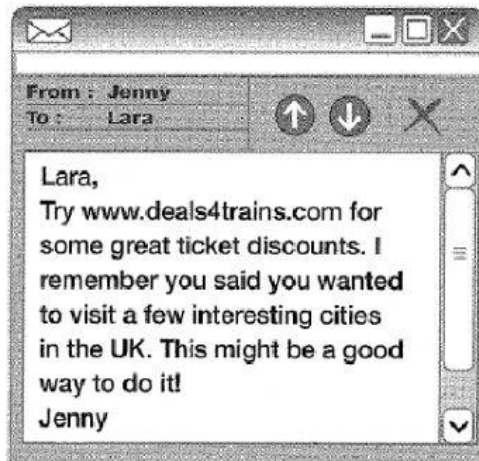 From : Jenny
To : Lara
Lara,
Try www.deals4trains.com for
some great ticket discounts. I
remember you said you wanted
to visit a few interesting cities
in the UK. This might be a good
way to do it!
Jenny